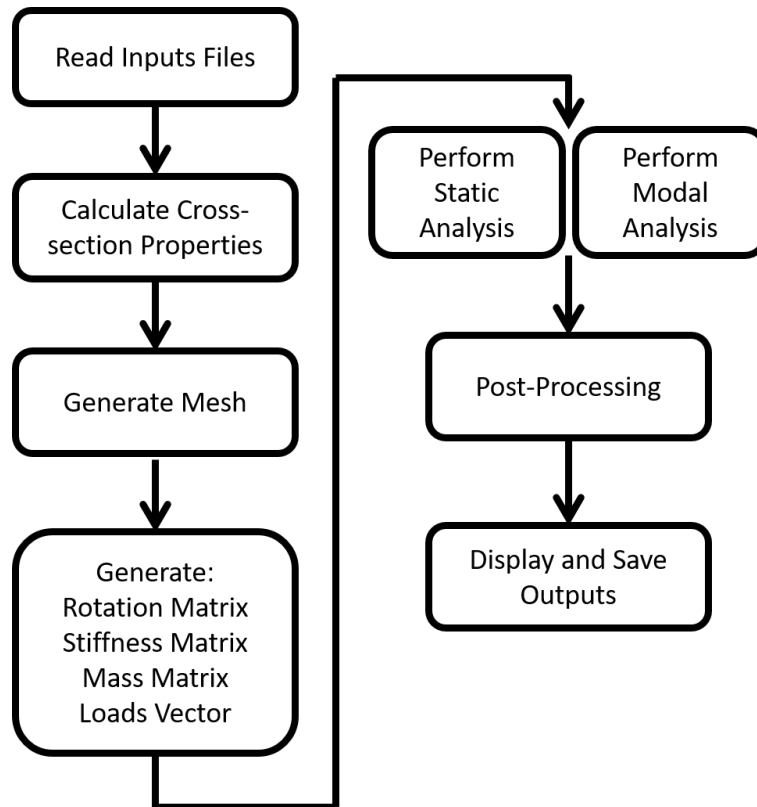 Read Inputs Files
Calculate Cross-
section Properties
Generate Mesh
Generate:
Rotation Matrix
Stiffness Matrix
Mass Matrix
Loads Vector
Perform
Static
Analysis
Perform
Modal
Analysis
Post-Processing
Display and Save
Outputs